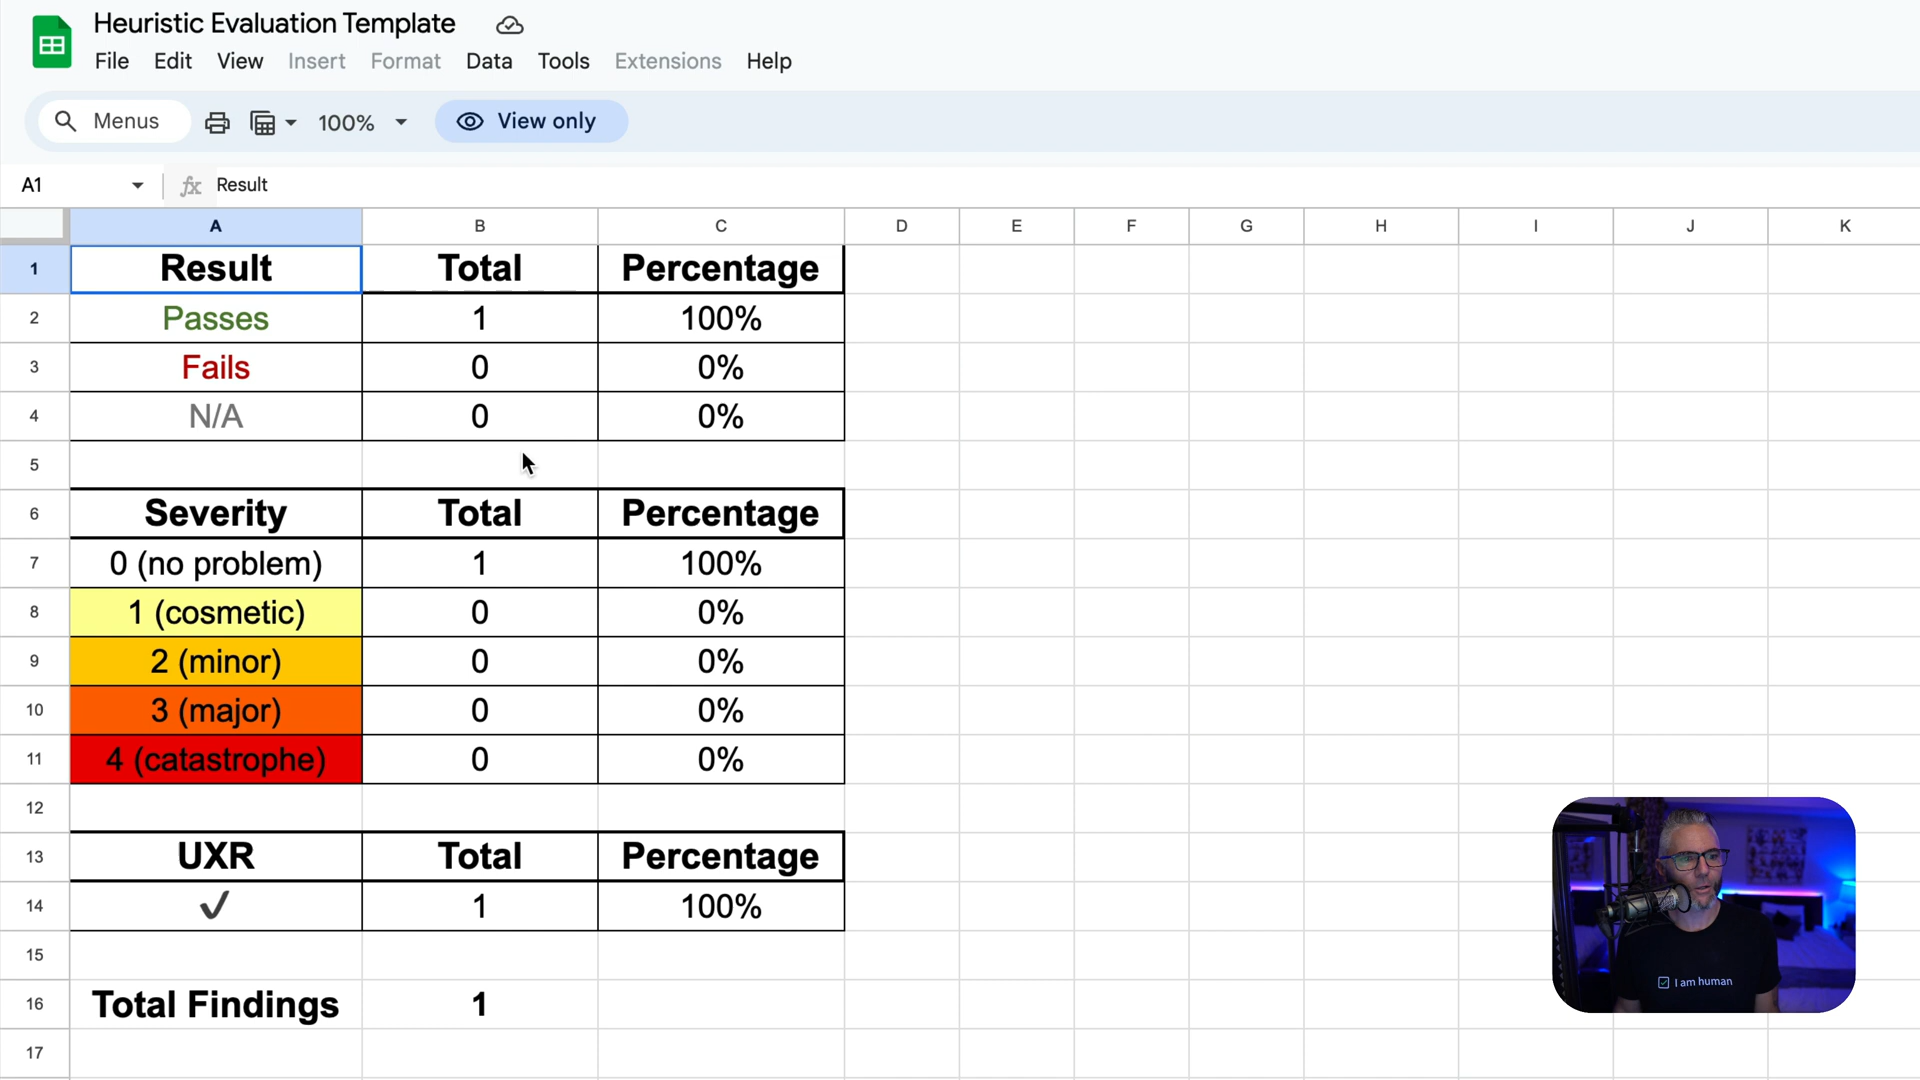 Heuristic Evaluation Template
File Edit View Insert Format Data Tools Extensions Help
Menus 100% View only
A1 fx Result
A B C D E F G H I J K
1 Result Total Percentage
2 Passes 1 100%
3 Fails 0 0%
4 N/A 0 0%
5
6 Severity Total Percentage
7 0 (no problem) 1 100%
8 1 (cosmetic) 0 0%
9 2 (minor) 0 0%
10 3 (major) 0 0%
11 4 (catastrophe) 0 0%
12
13 UXR Total Percentage
14 ✓ 1 100%
15
16 Total Findings 1
17
I am human